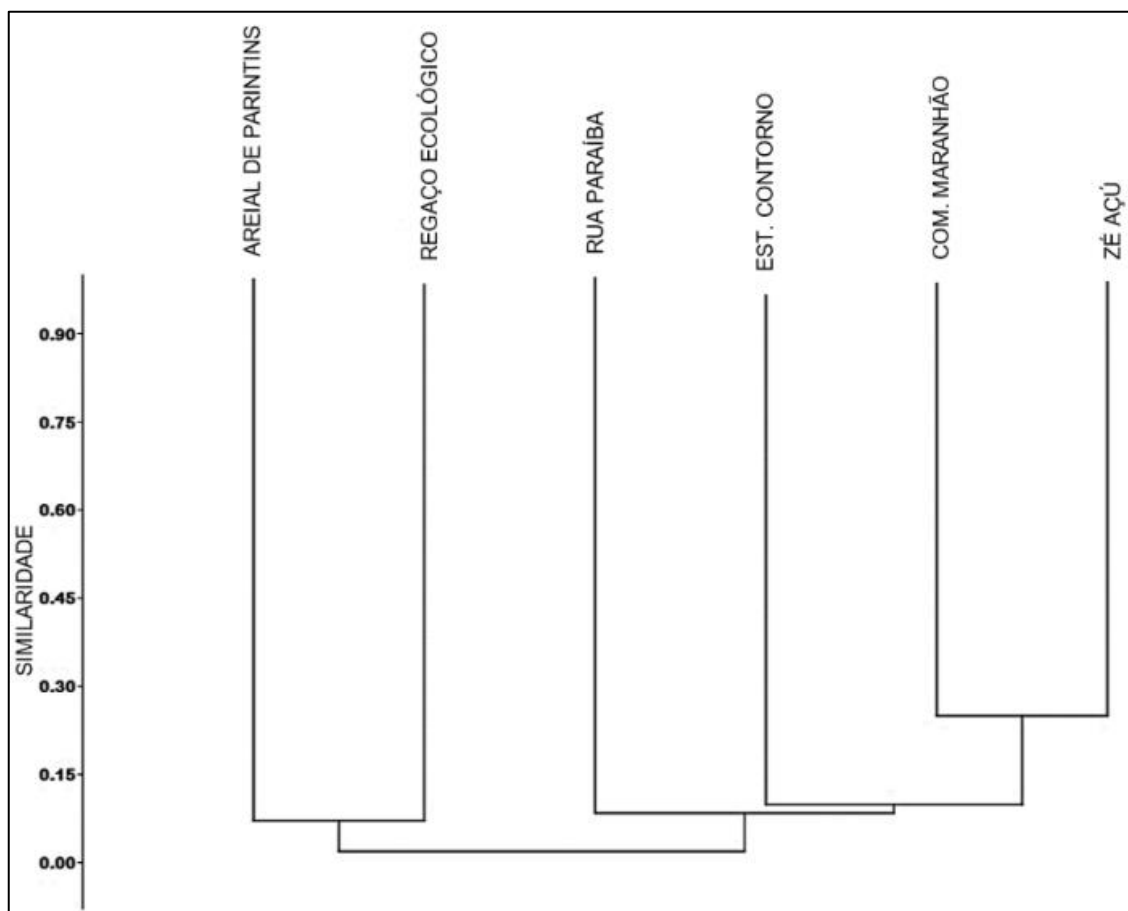 AREIAL DE PARINTINS
REGAÇO ECOLÓGICO
RUA PARAÍBA
EST. CONTORNO
COM. MARANHÃO
ZÉ AÇÚ
SIMILARIDADE
0.90
0.75
0.60
0.45
0.30
0.15
0.00